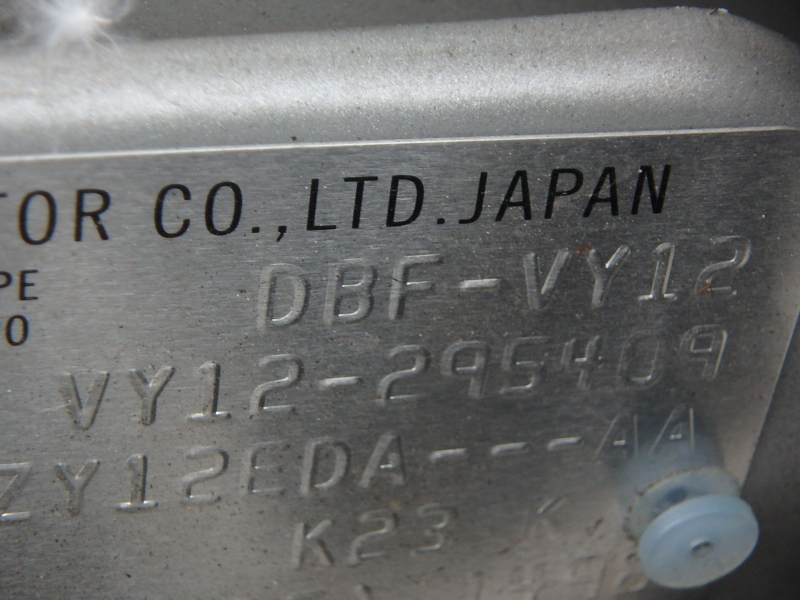 TOR CO.,LTD.JAPAN
PE DBF-VY12
0
VY12-295409
ZY12EDA---AA
K23 K